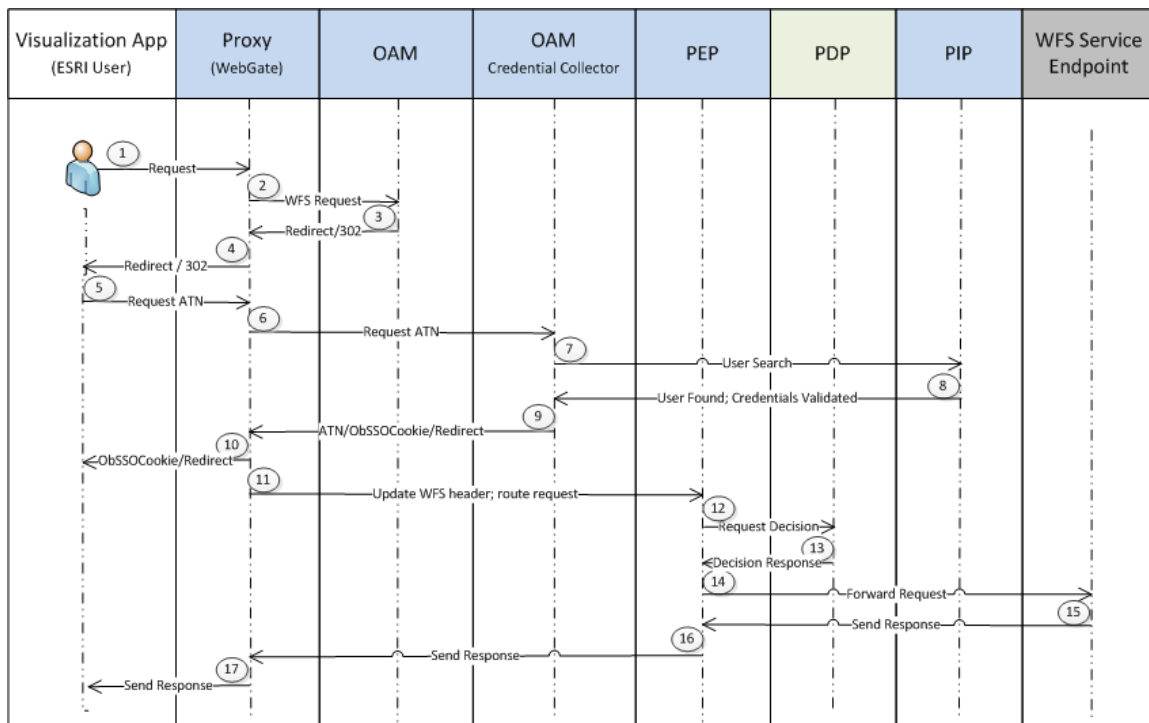 Visualization App
(ESRI User)
Proxy
(WebGate)
OAM
OAM
Credential Collector
PEP
PDP
PIP
WFS Service
Endpoint
1
Request
2
WFS Request
3
Redirect/302
4
Redirect / 302
5
Request ATN
6
Request ATN
7
User Search
8
User Found; Credentials Validated
9
ATN/ObSSOCookie/Redirect
10
ObSSOCookie/Redirect
11
Update WFS header; route request
12
Request Decision
13
Decision Response
14
Forward Request
15
Send Response
16
Send Response
17
Send Response